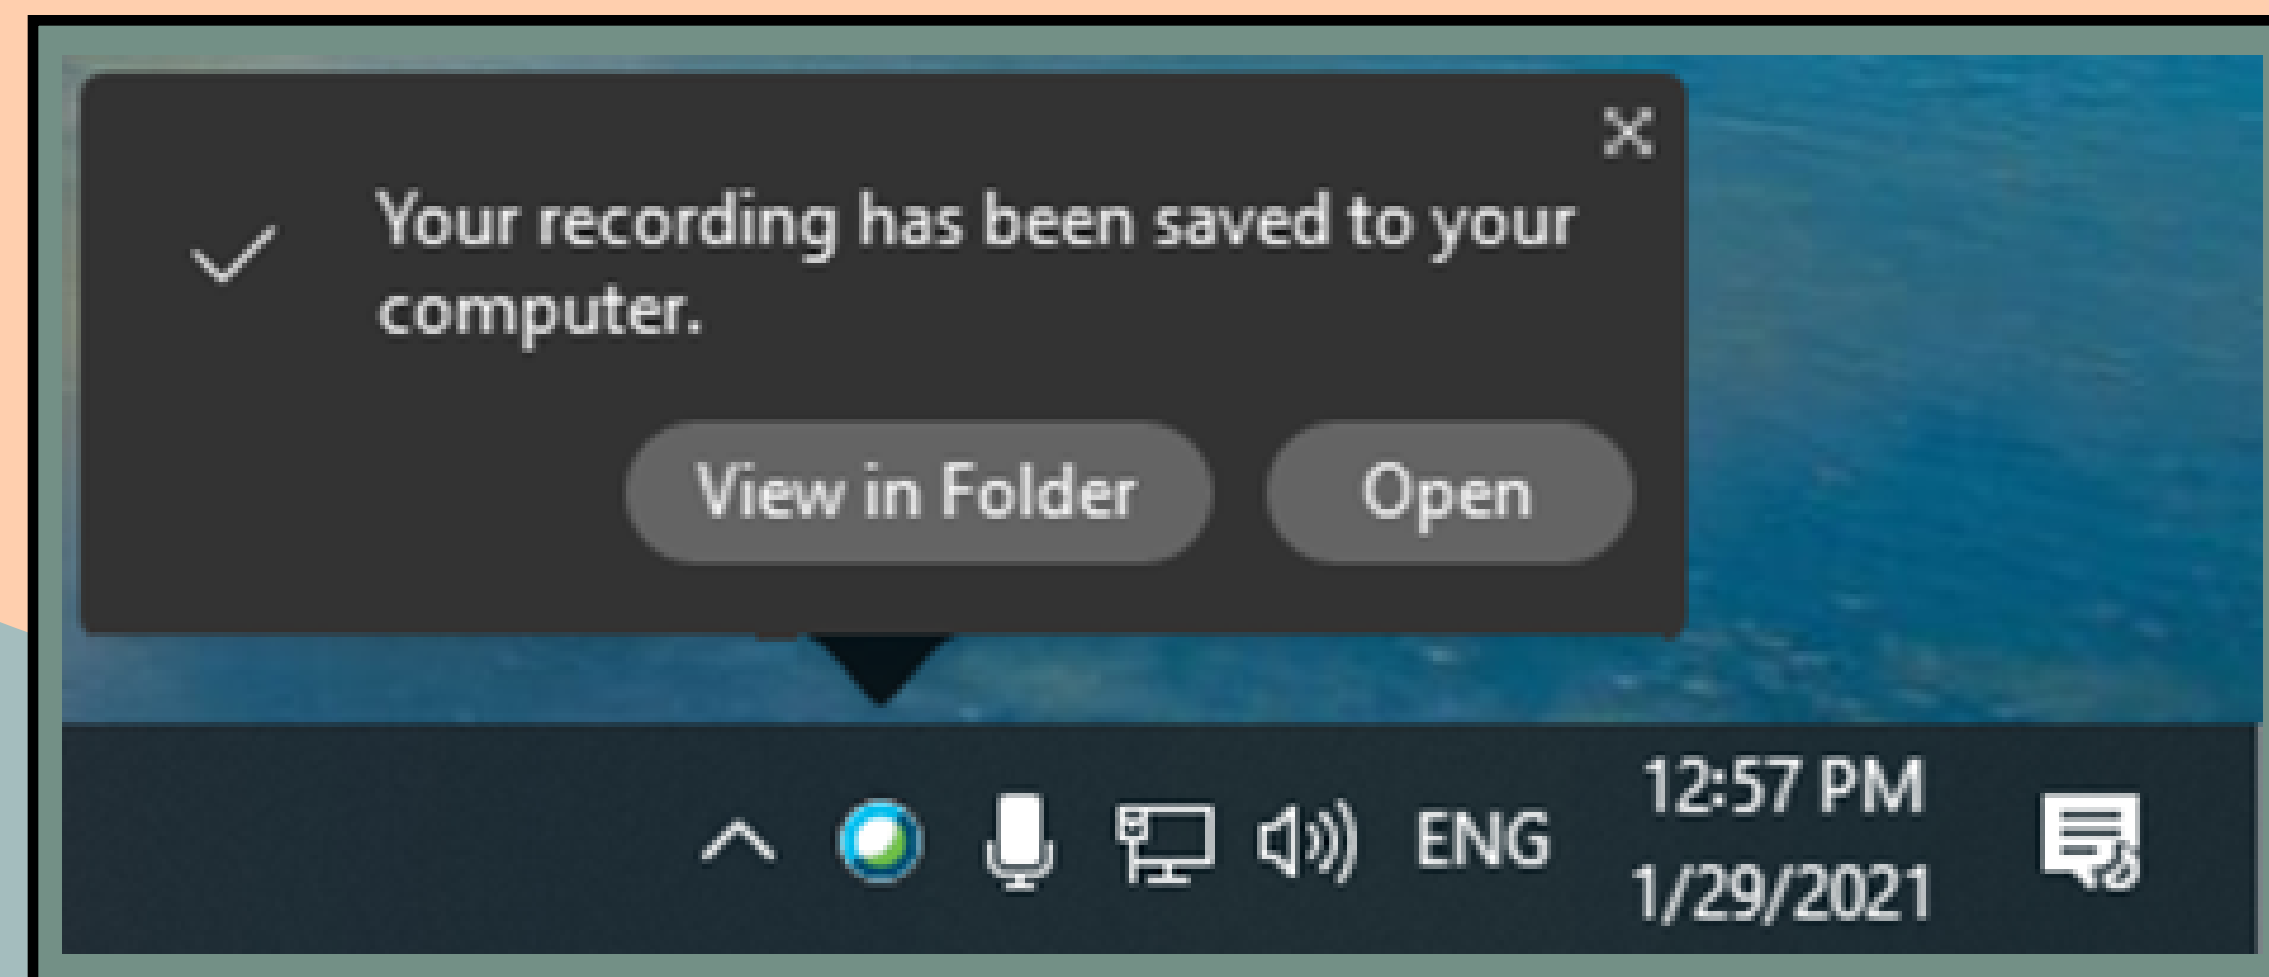 Your recording has been saved to your
computer.
View in Folder Open
ENG
12:57 PM
1/29/2021